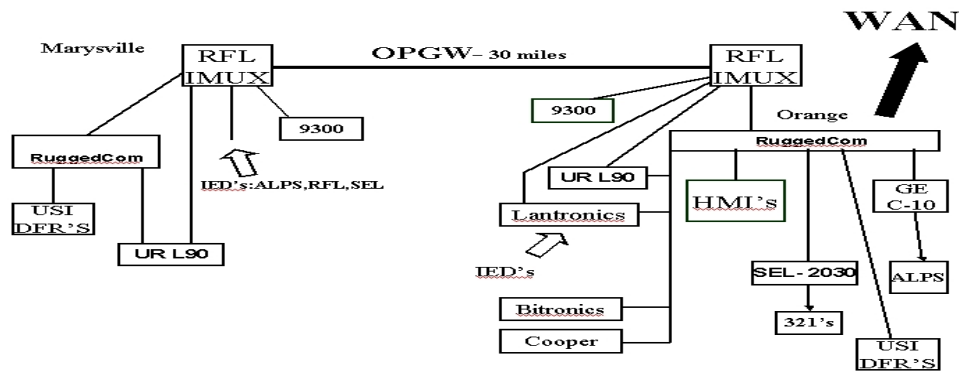 WAN
Marysville
RFL
IMUX
OPGW– 30 miles
RFL
IMUX
9300
9300
Orange
RuggedCom
RuggedCom
IED's:ALPS,RFL,SEL
UR L90
HMI's
GE
C-10
USI
DFR'S
Lantronics
UR L90
IED's
SEL- 2030
ALPS
Bitronics
321's
Cooper
USI
DFR'S